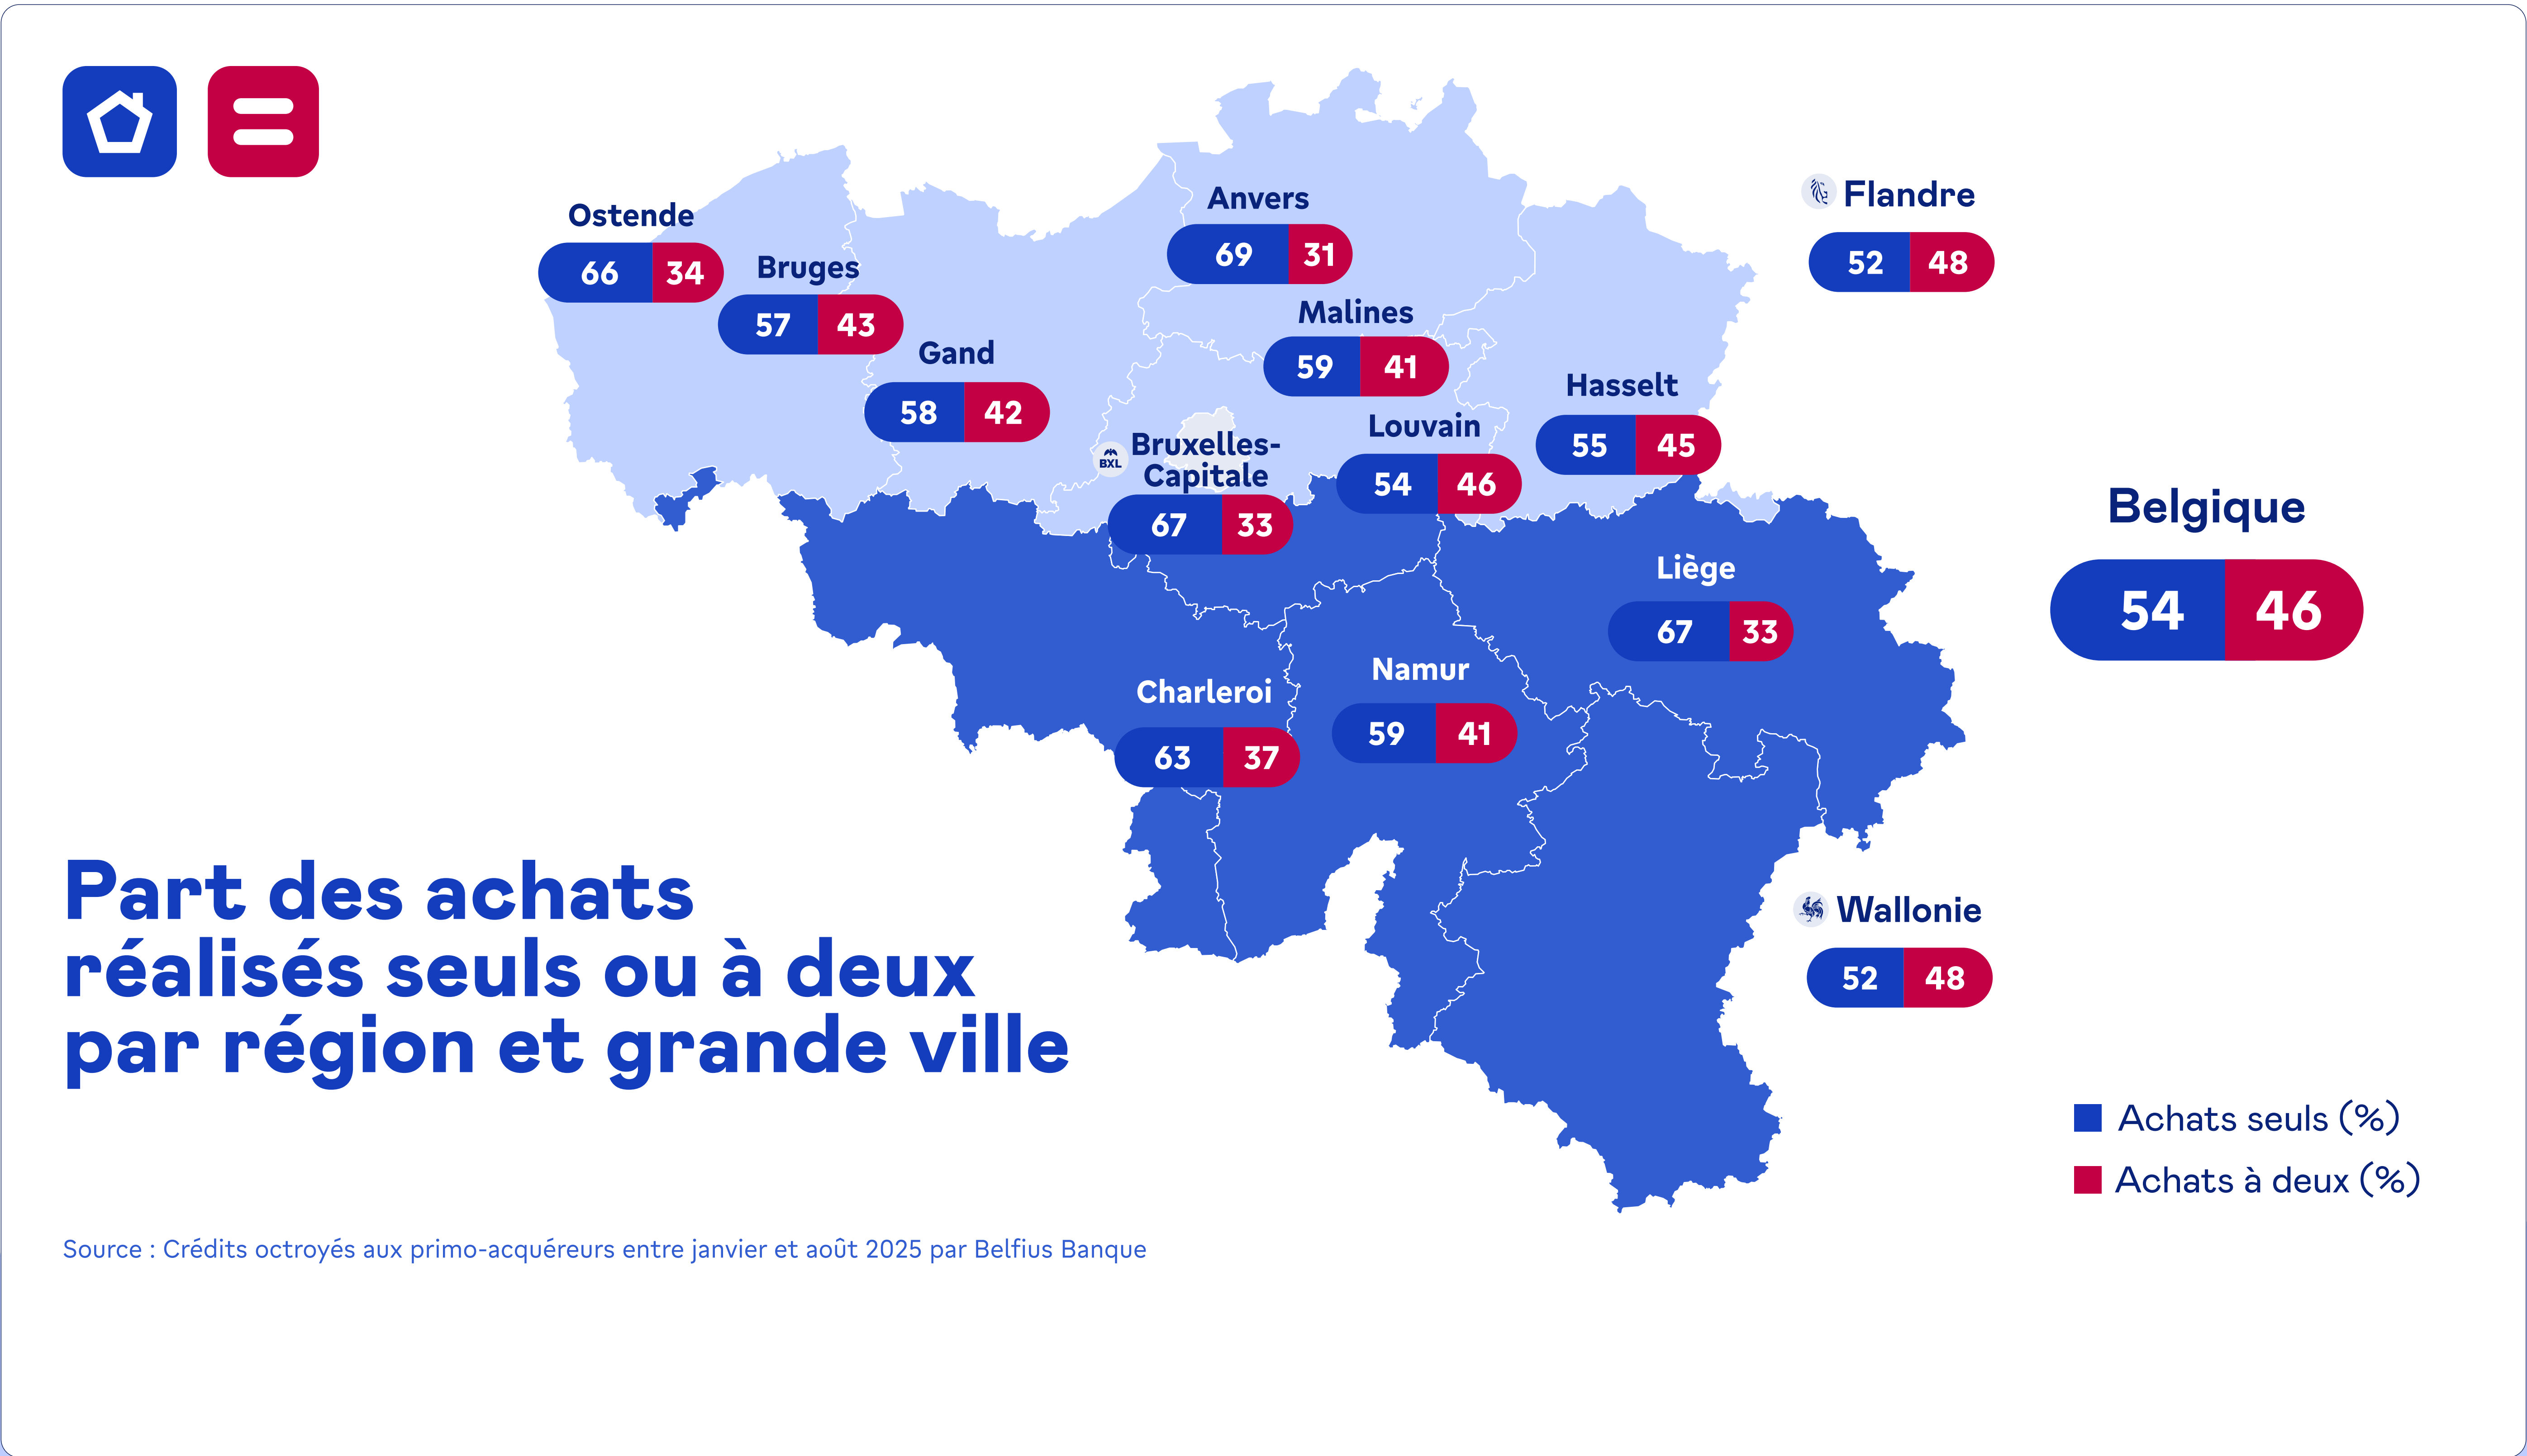 Ostende
66 34
Bruges
57 43
Gand
58 42
Anvers
69 31
Malines
59 41
Louvain
54 46
Hasselt
55 45
BXL
Bruxelles-
Capitale
67 33
Flandre
52 48
Belgique
54 46
Liège
67 33
Namur
59 41
Charleroi
63 37
Wallonie
52 48
Part des achats
réalisés seuls ou à deux
par région et grande ville
Achats seuls (%)
Achats à deux (%)
Source : Crédits octroyés aux primo-acquéreurs entre janvier et août 2025 par Belfius Banque